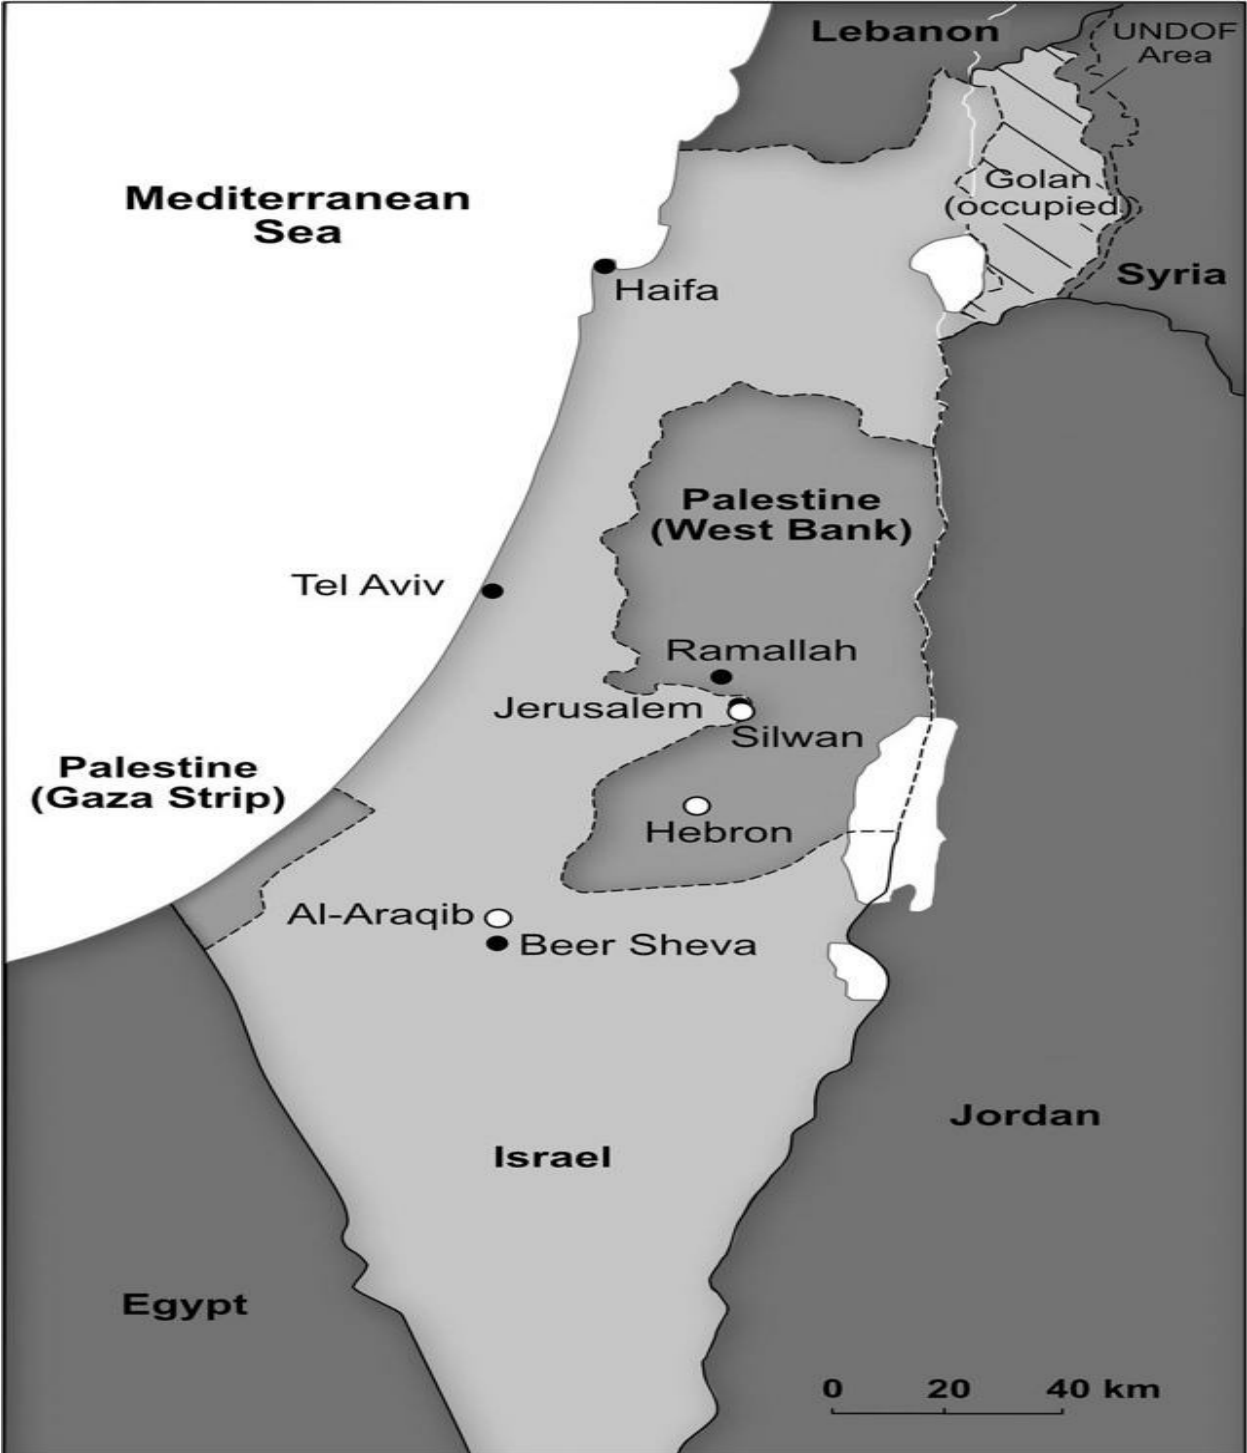 Lebanon
UNDOF
Area
Mediterranean
Sea
Golan
(occupied)
Syria
Haifa
Palestine
(West Bank)
Tel Aviv
Ramallah
Jerusalem
Silwan
Palestine
(Gaza Strip)
Hebron
Al-Araqib
Beer Sheva
Jordan
Israel
Egypt
0 20 40 km